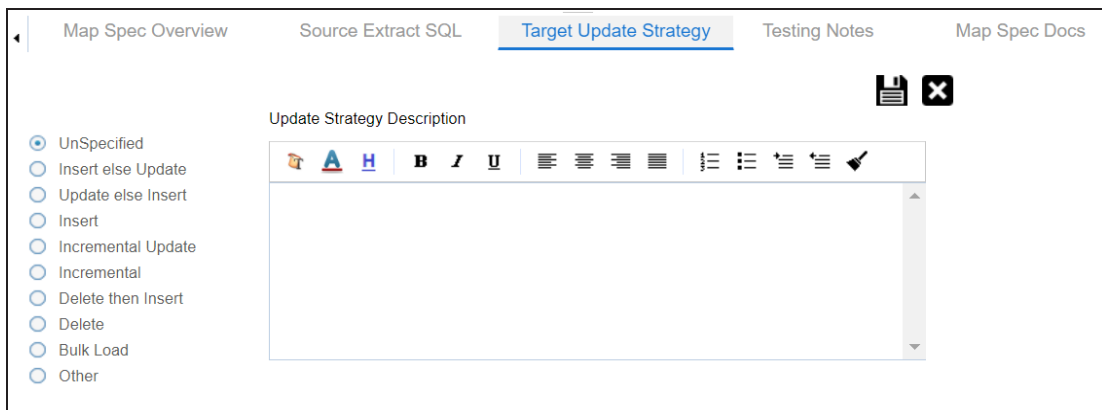 Map Spec Overview Source Extract SQL Target Update Strategy Testing Notes Map Spec Docs
Update Strategy Description
UnSpecified
Insert else Update
Update else Insert
Insert
Incremental Update
Incremental
Delete then Insert
Delete
Bulk Load
Other
A H B I U